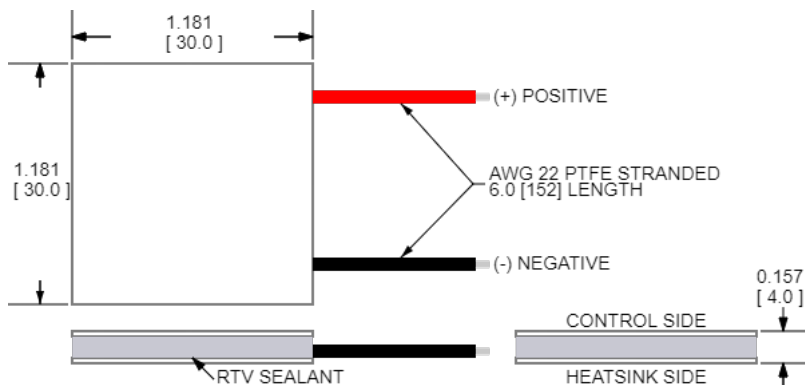 1.181
[ 30.0 ]
(+) POSITIVE
1.181
[ 30.0 ]
AWG 22 PTFE STRANDED
6.0 [152] LENGTH
(-) NEGATIVE
0.157
[ 4.0 ]
CONTROL SIDE
RTV SEALANT
HEATSINK SIDE